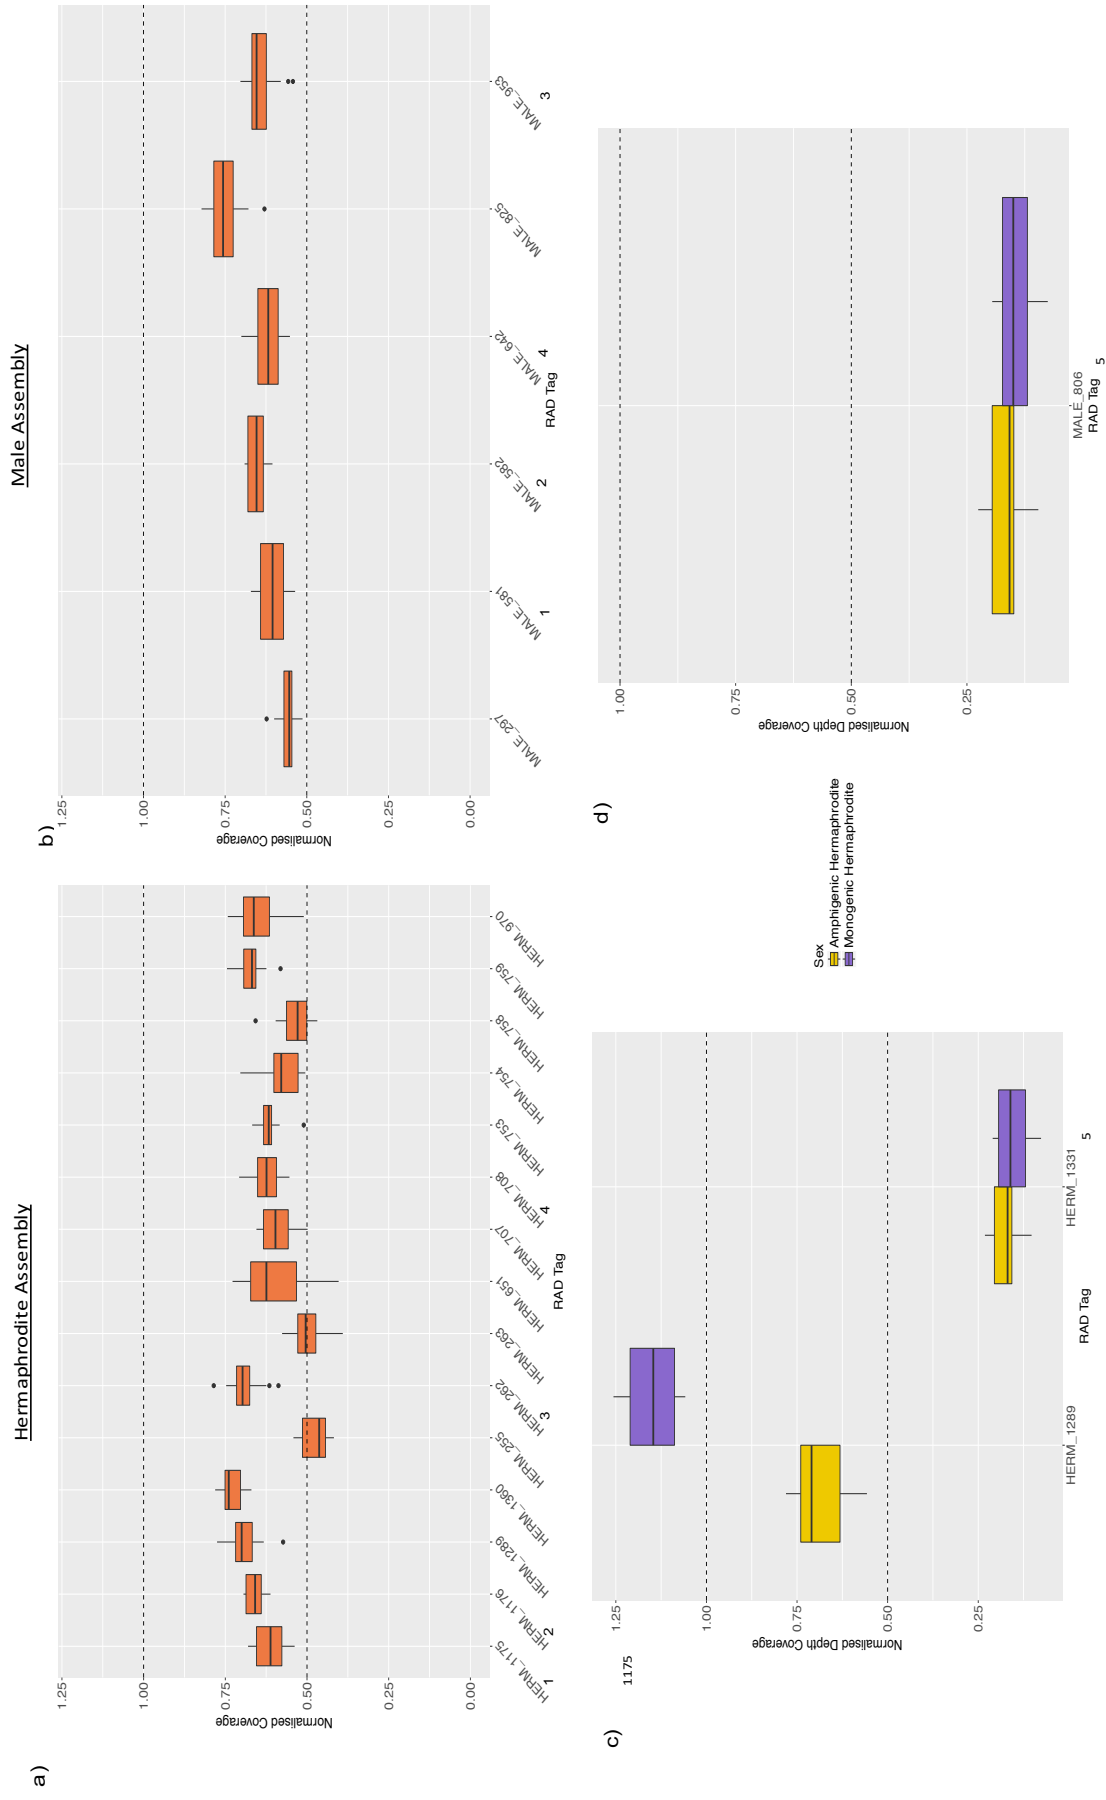 Hermaphrodite Assembly
Male Assembly
a)
1.25
1.00
0.75
0.50
0.25
0.00
Normalised Coverage
HERM_1175
HERM_1176
HERM_1289
HERM_1360
HERM_255
HERM_262
HERM_263
HERM_651
HERM_707
HERM_708
HERM_753
HERM_754
HERM_758
HERM_759
HERM_970
1
2
3
4
RAD Tag
b)
1.25
1.00
0.75
0.50
0.25
0.00
Normalised Coverage
MALE_297
MALE_581
MALE_582
MALE_642
MALE_825
MALE_953
1
2
4
3
RAD Tag
c)
1175
1.25
1.00
0.75
0.50
0.25
Normalised Depth Coverage
HERM_1289
HERM_1331
RAD Tag
5
Sex
Amphigenic Hermaphrodite
Monogenic Hermaphrodite
d)
1.00
0.75
0.50
0.25
Normalised Depth Coverage
MALE_806
RAD Tag
5